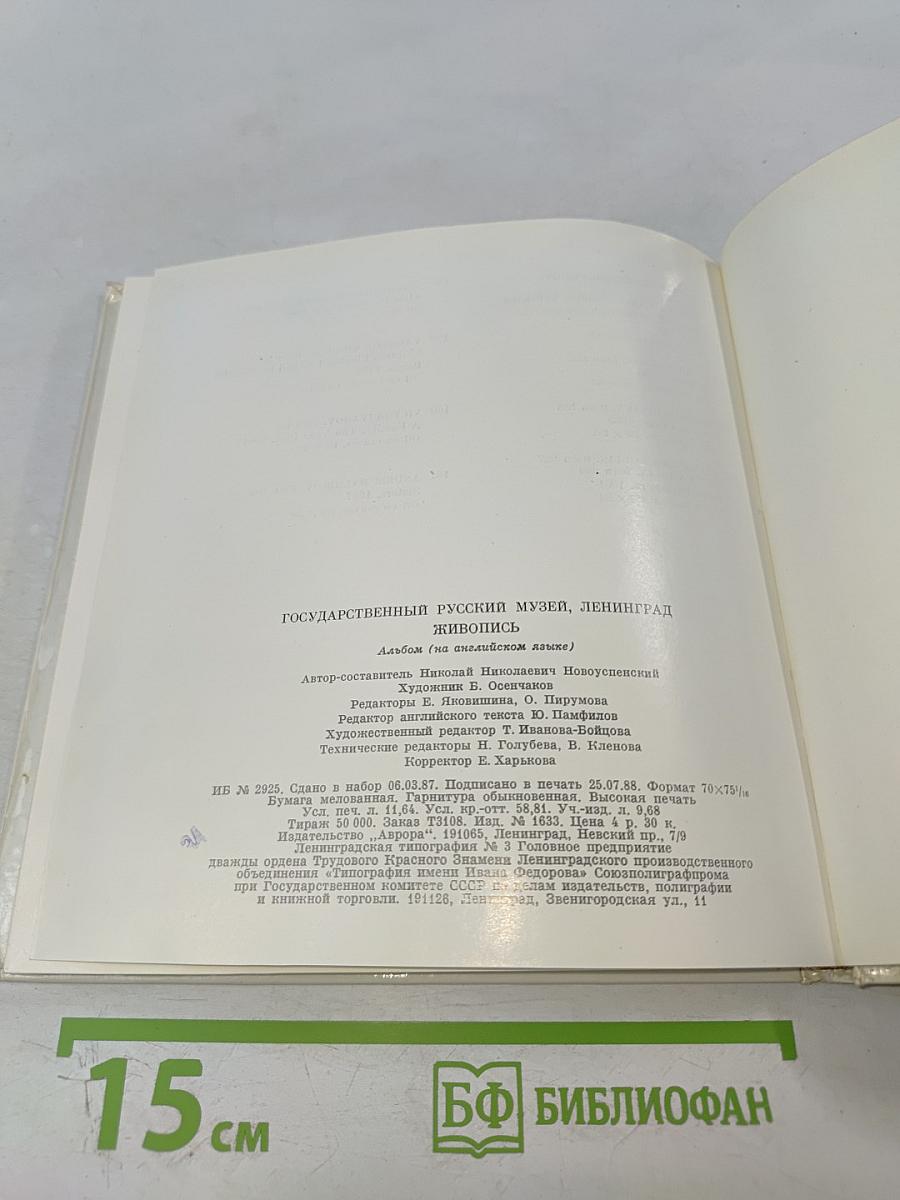 ГОСУДАРСТВЕННЫЙ РУССКИЙ МУЗЕЙ, ЛЕНИНГРАД
ЖИВОПИСЬ
Альбом (на английском языке)
Автор-составитель Николай Николаевич Новоуспенский
Художник Б. Осенчаков
Редакторы Е. Яковишина, О. Пирумова
Редактор английского текста Ю. Памфилов
Художественный редактор Т. Иванова-Бойцова
Технические редакторы Н. Голубева, В. Кленова
Корректор Е. Харькова
ИБ № 2925. Сдано в набор 06.03.87. Подписано в печать 25.07.88. Формат 70×75¹/₁₆
Бумага мелованная. Гарнитура обыкновенная. Высокая печать
Усл. печ. л. 11,64. Усл. кр.-отт. 58,81. Уч.-изд. л. 9,68
Тираж 50 000. Заказ Т3108. Изд. № 1633. Цена 4 р. 30 к.
Издательство „Аврора". 191065, Ленинград, Невский пр., 7/9
Ленинградская типография № 3 Головное предприятие
дважды ордена Трудового Красного Знамени Ленинградского производственного
объединения «Типография имени Ивана Федорова» Союзполиграфпрома
при Государственном комитете СССР по делам издательств, полиграфии
и книжной торговли. 191126, Ленинград, Звенигородская ул., 11
15 см
БФ БИБЛИОФАН